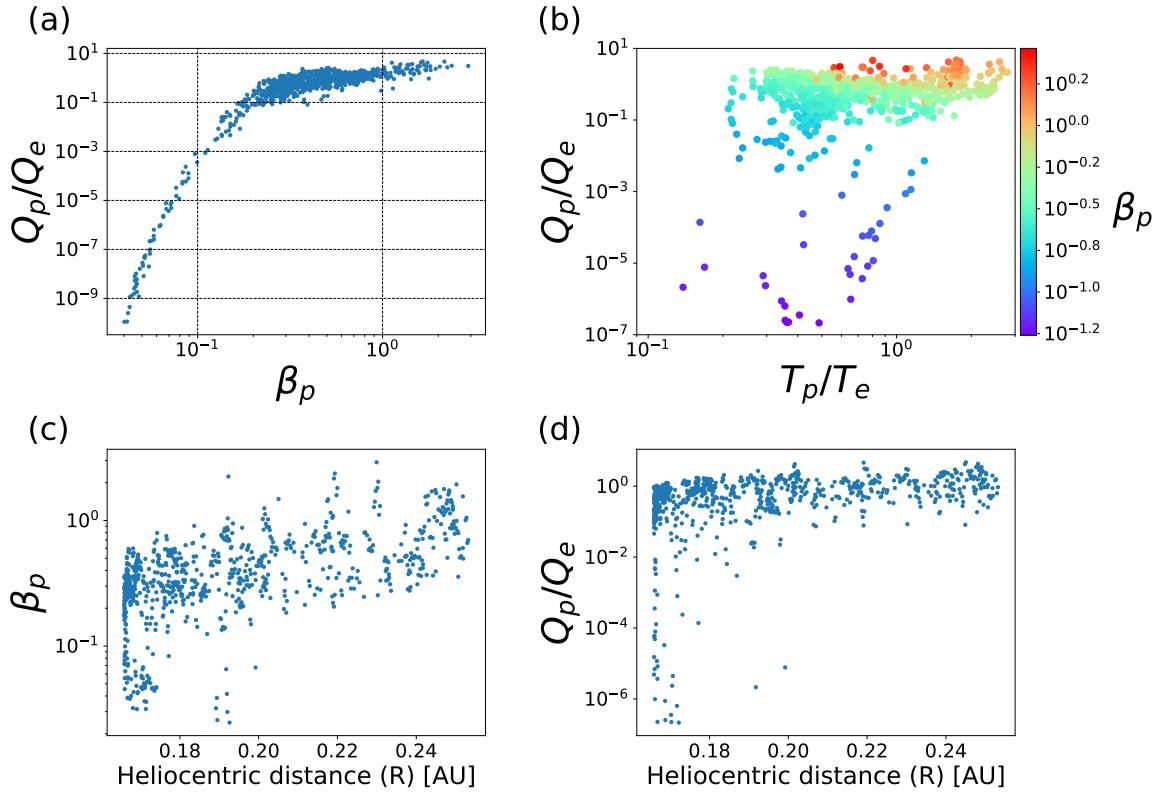 (a)
10^1
10^-1
10^-3
10^-5
10^-7
10^-9
Q_p/Q_e
10^-1
10^0
β_p
(b)
10^1
10^-1
10^-3
10^-5
10^-7
Q_p/Q_e
10^-1
10^0
T_p/T_e
10^0.2
10^0.0
10^-0.2
10^-0.5
10^-0.8
10^-1.0
10^-1.2
β_p
(c)
10^0
10^-1
β_p
0.18
0.20
0.22
0.24
Heliocentric distance (R) [AU]
(d)
10^0
10^-2
10^-4
10^-6
Q_p/Q_e
0.18
0.20
0.22
0.24
Heliocentric distance (R) [AU]